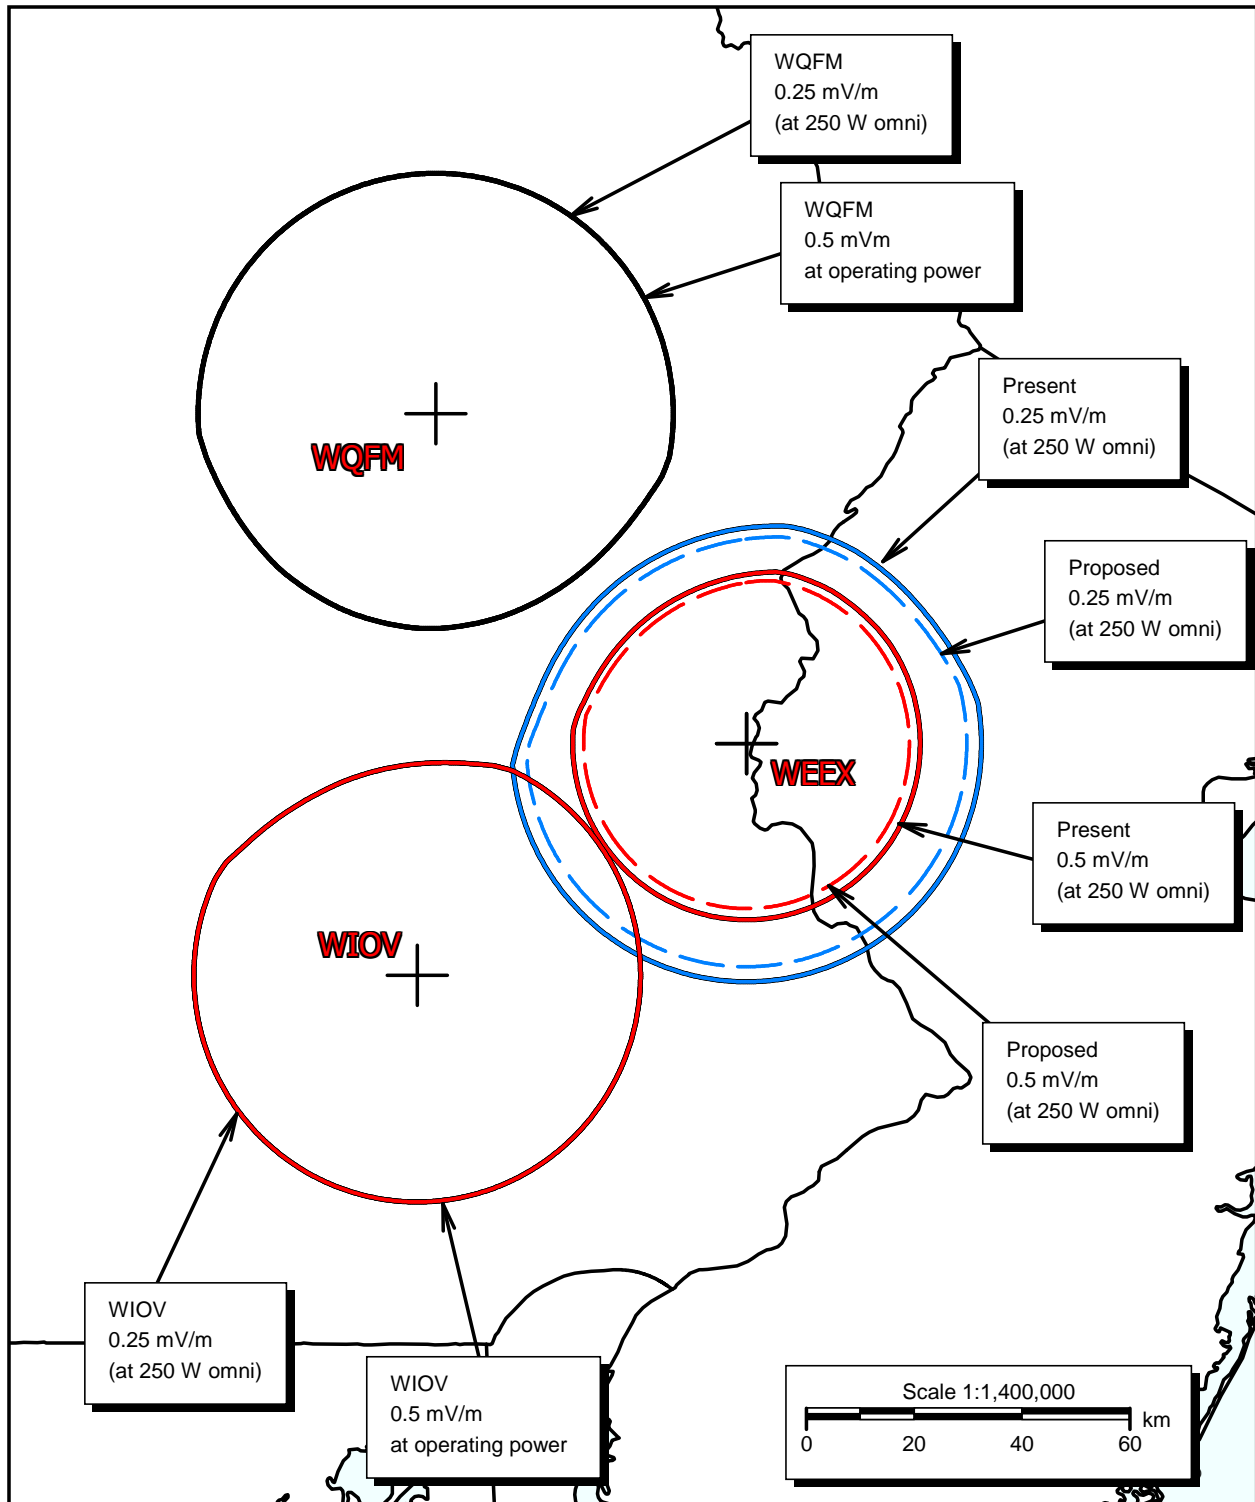 WQFM
0.25 mV/m
(at 250 W omni)
WQFM
0.5 mVm
at operating power
Present
0.25 mV/m
(at 250 W omni)
WQFM
Proposed
0.25 mV/m
(at 250 W omni)
WEEX
Present
0.5 mV/m
(at 250 W omni)
WIOV
Proposed
0.5 mV/m
(at 250 W omni)
WIOV
0.25 mV/m
(at 250 W omni)
WIOV
0.5 mV/m
at operating power
Scale 1:1,400,000
km
0 20 40 60